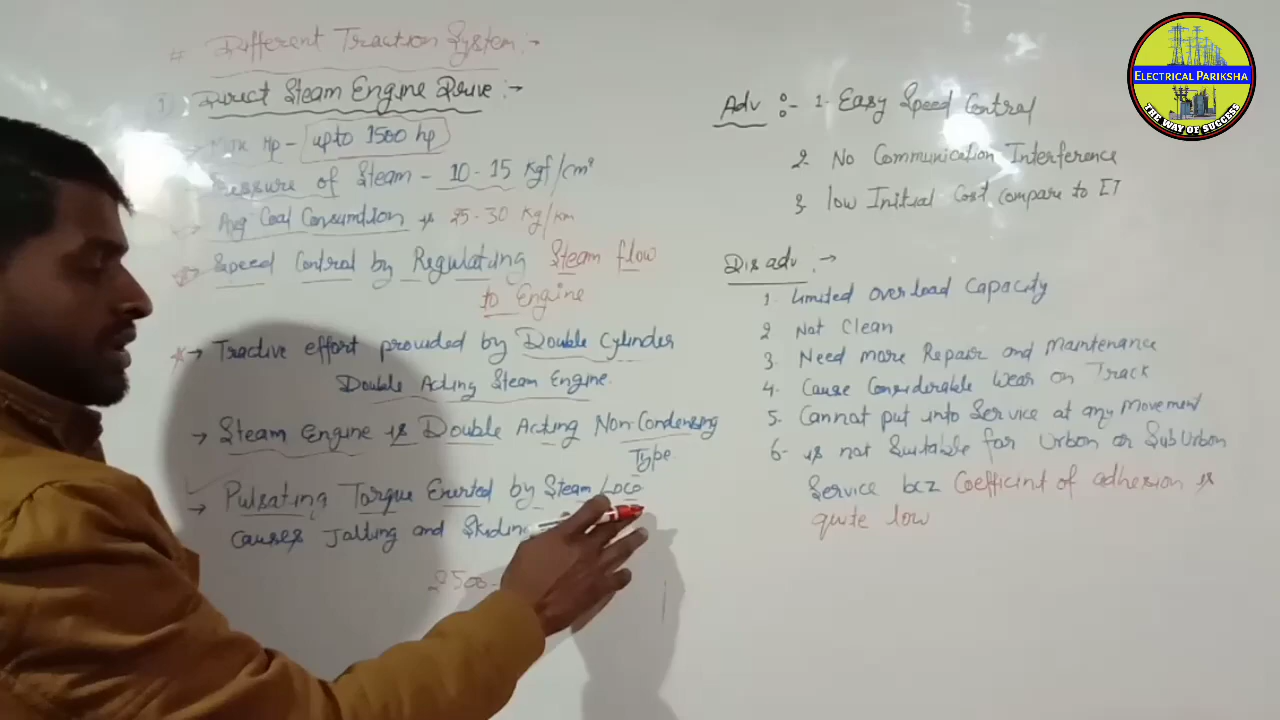 # Different Traction System :-
1) Direct Steam Engine Drive :-
Max Hp - upto 1500 hp
Pressure of Steam - 10-15 Kgf/cm²
Avg Coal Consumtion is 25-30 Kg/km
Speed Control by Regulating Steam flow
to Engine
* → Tractive effort provided by Double Cylinder
Double Acting Steam Engine.
→ Steam Engine is Double Acting Non Condensing
Type.
→ Pulsating Torque Exerted by Steam Loco
causes Jalting and Skiding
2500-
Adv :- 1. Easy Speed Control
2. No Communication Interference
3. low Initial Cost compare to ET
Dis adv :→
1. Limited overload Capacity
2 Not Clean
3. Need more Repair and Maintenance
4. Cause Considerable Wear on Track
5. Cannot put into Service at any Movement
6- is not Suitable for Urban or SubUrban
Service bcz Coefficient of adhesion is
quite low
ELECTRICAL PARIKSHA
THE WAY OF SUCCESS